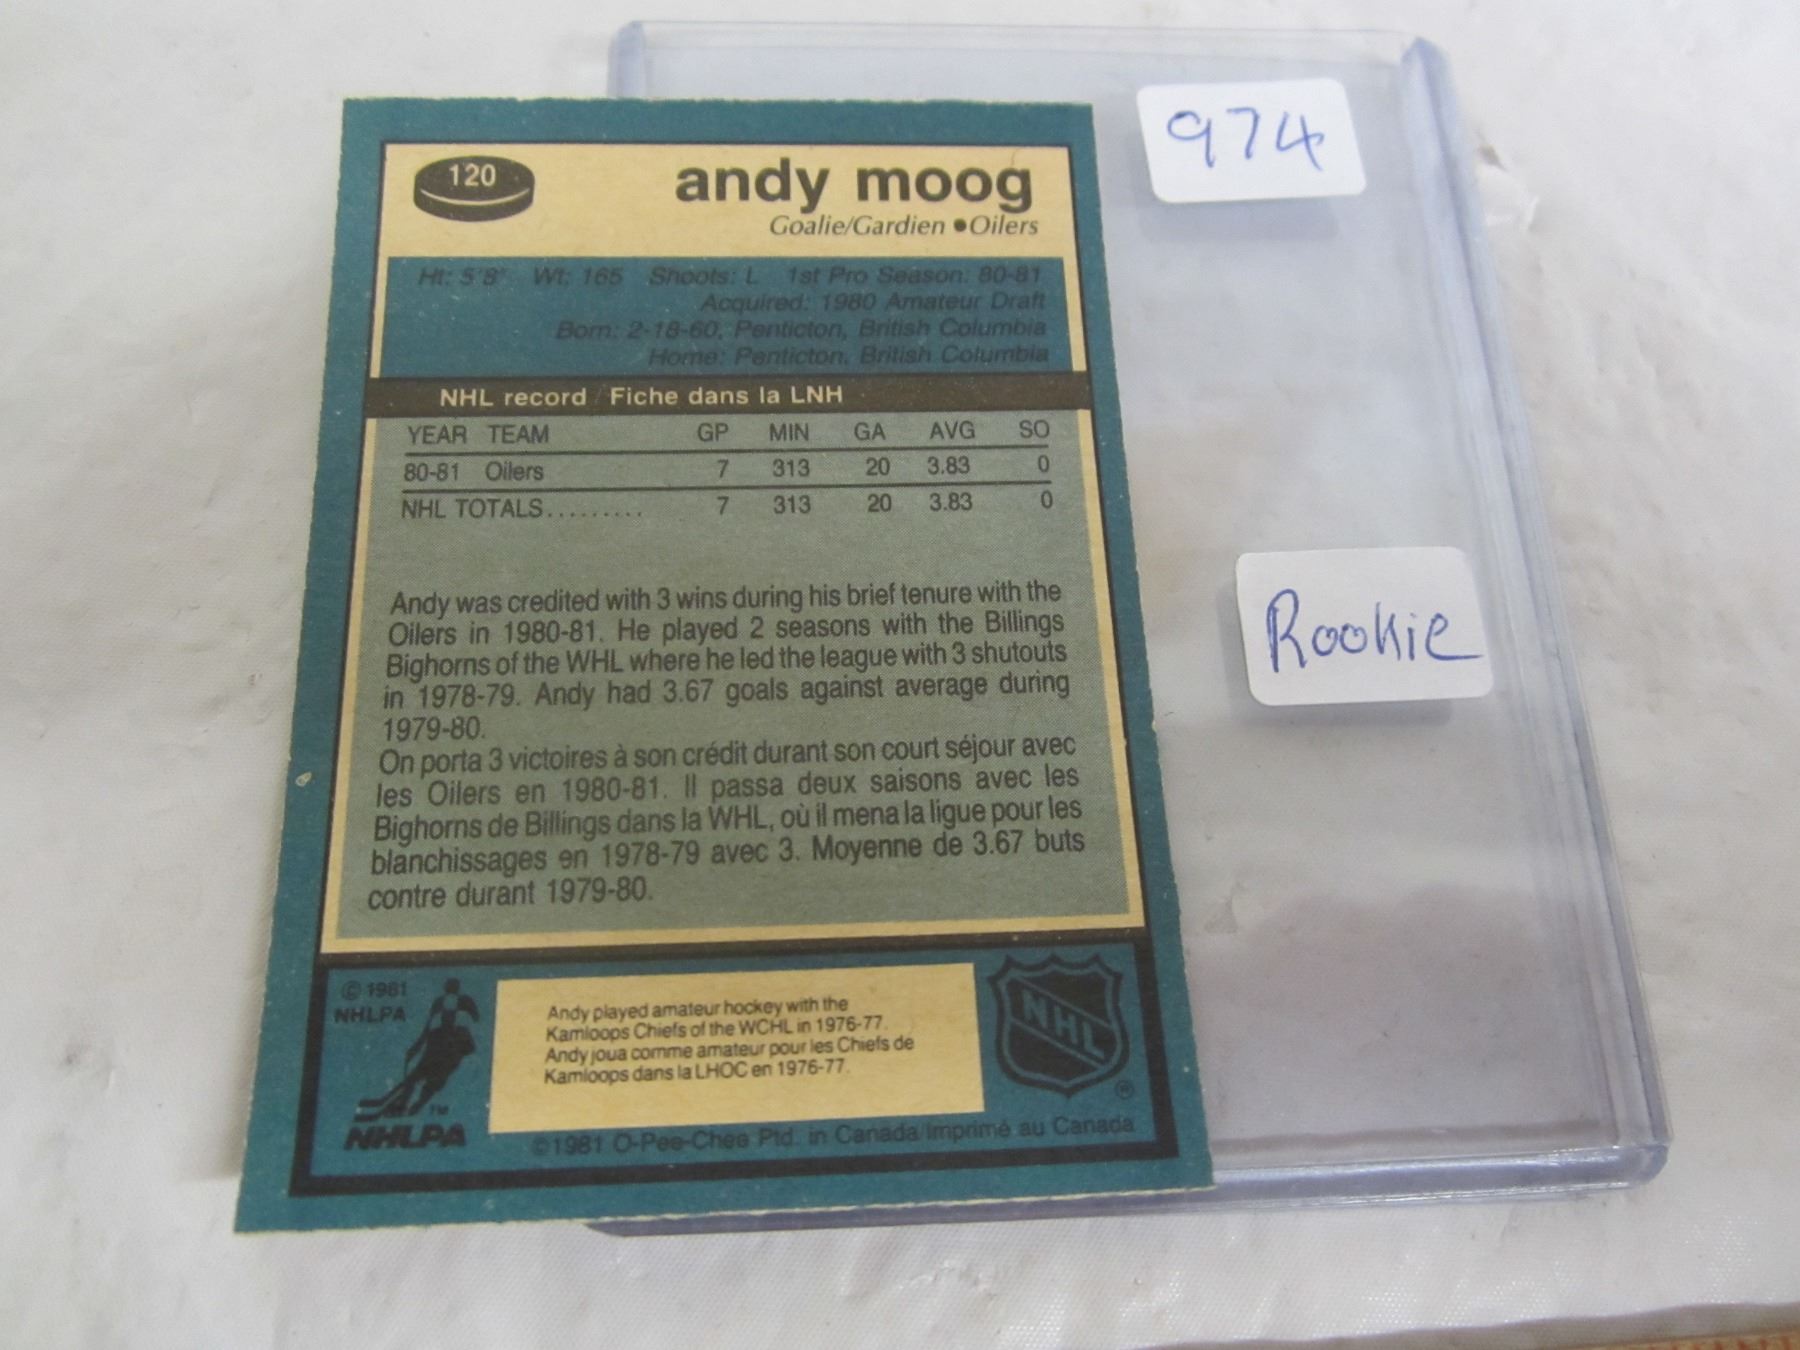 974
Rookie
120
andy moog
Goalie/Gardien ●Oilers
Ht: 5'8" Wt: 165 Shoots: L 1st Pro Season: 80-81
Acquired: 1980 Amateur Draft
Born: 2-18-60, Penticton, British Columbia
Home: Penticton, British Columbia
NHL record / Fiche dans la LNH
YEAR TEAM GP MIN GA AVG SO
80-81 Oilers 7 313 20 3.83 0
NHL TOTALS......... 7 313 20 3.83 0
Andy was credited with 3 wins during his brief tenure with the
Oilers in 1980-81. He played 2 seasons with the Billings
Bighorns of the WHL where he led the league with 3 shutouts
in 1978-79. Andy had 3.67 goals against average during
1979-80.
On porta 3 victoires à son crédit durant son court séjour avec
les Oilers en 1980-81. Il passa deux saisons avec les
Bighorns de Billings dans la WHL, où il mena la ligue pour les
blanchissages en 1978-79 avec 3. Moyenne de 3.67 buts
contre durant 1979-80.
© 1981
NHLPA
TM
NHLPA
Andy played amateur hockey with the
Kamloops Chiefs of the WCHL in 1976-77.
Andy joua comme amateur pour les Chiefs de
Kamloops dans la LHOC en 1976-77.
NHL
®
©1981 O-Pee-Chee Ptd. in Canada/Imprimé au Canada